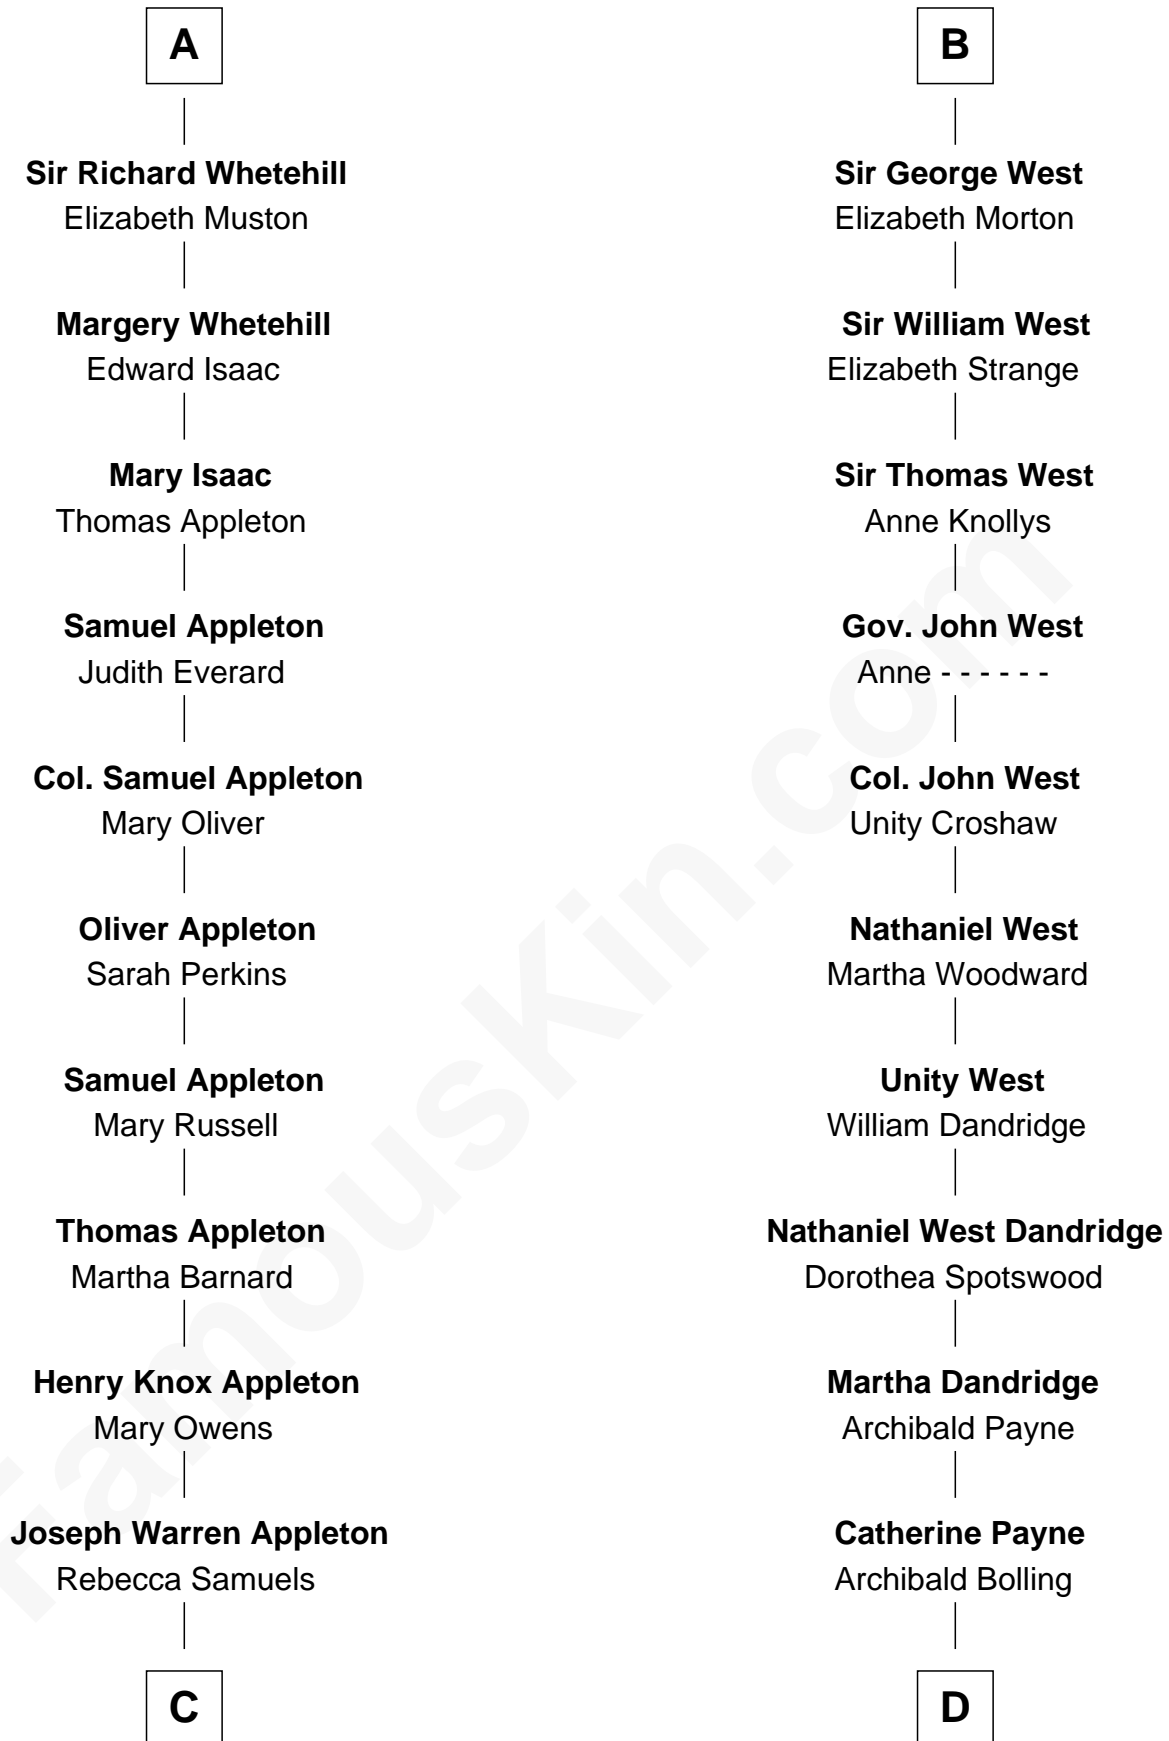 A
Sir Richard Whetehill
Elizabeth Muston
Margery Whetehill
Edward Isaac
Mary Isaac
Thomas Appleton
Samuel Appleton
Judith Everard
Col. Samuel Appleton
Mary Oliver
Oliver Appleton
Sarah Perkins
Samuel Appleton
Mary Russell
Thomas Appleton
Martha Barnard
Henry Knox Appleton
Mary Owens
Joseph Warren Appleton
Rebecca Samuels
C
B
Sir George West
Elizabeth Morton
Sir William West
Elizabeth Strange
Sir Thomas West
Anne Knollys
Gov. John West
Anne - - - - - -
Col. John West
Unity Croshaw
Nathaniel West
Martha Woodward
Unity West
William Dandridge
Nathaniel West Dandridge
Dorothea Spotswood
Martha Dandridge
Archibald Payne
Catherine Payne
Archibald Bolling
D
FamousKin.com